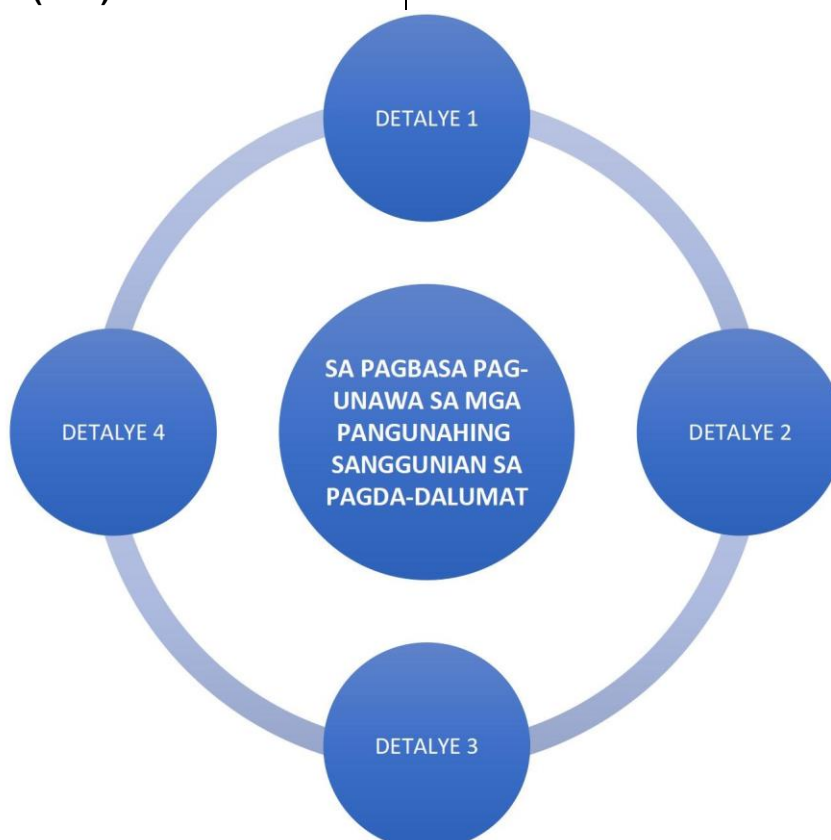 DETALYE 1
SA PAGBASA PAG-
UNAWA SA MGA
PANGUNAHING
SANGGUNIAN SA
PAGDA-DALUMAT
DETALYE 4
DETALYE 2
DETALYE 3